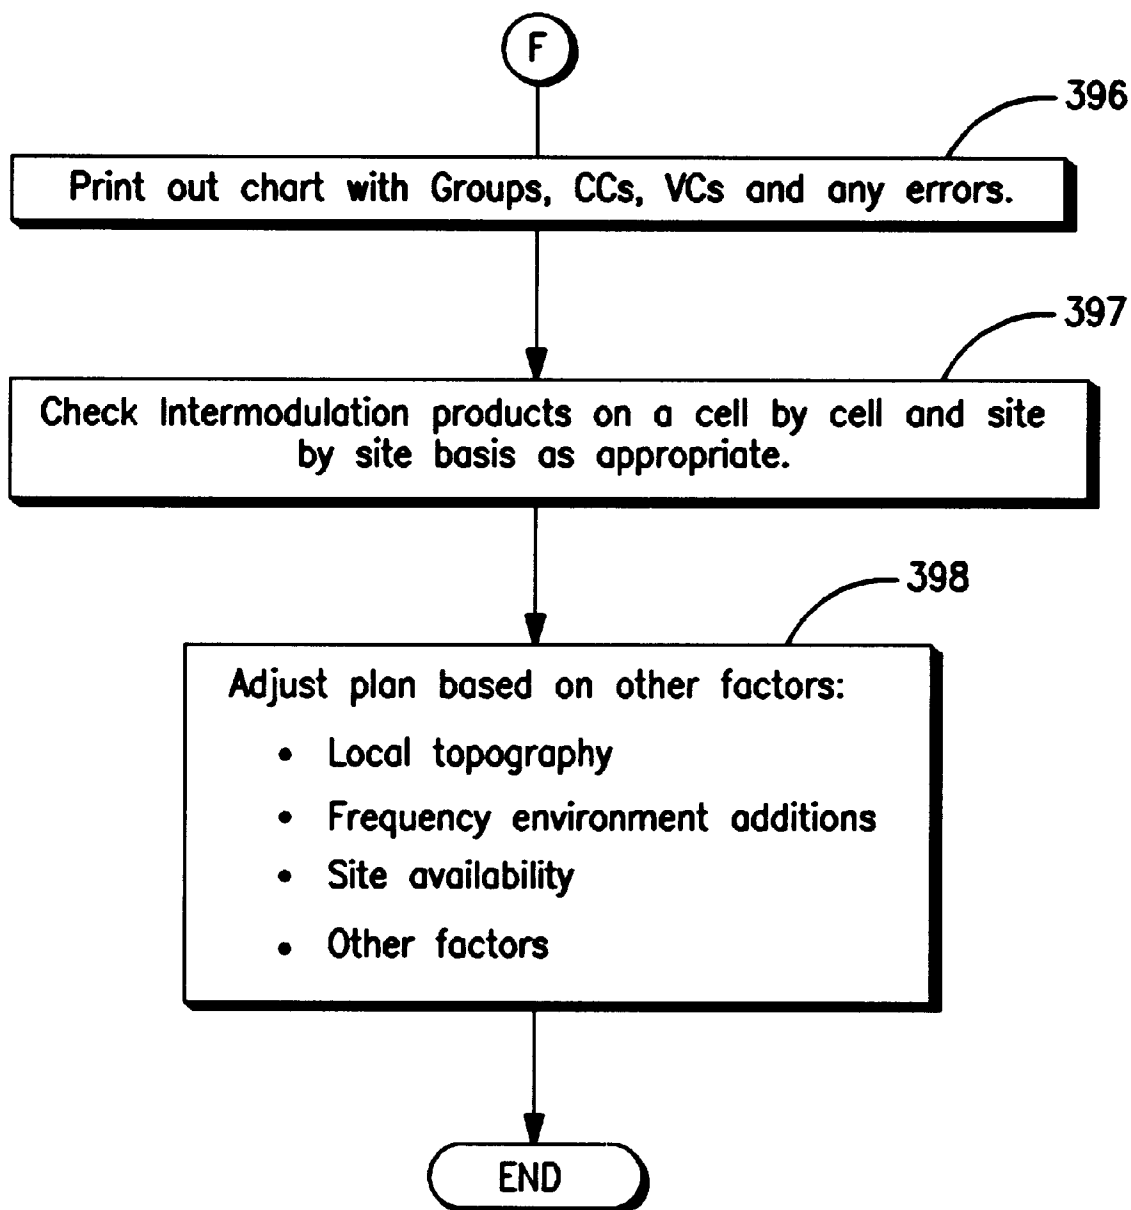 F
396
Print out chart with Groups, CCs, VCs and any errors.
397
Check Intermodulation products on a cell by cell and site
by site basis as appropriate.
398
Adjust plan based on other factors:
• Local topography
• Frequency environment additions
• Site availability
• Other factors
END